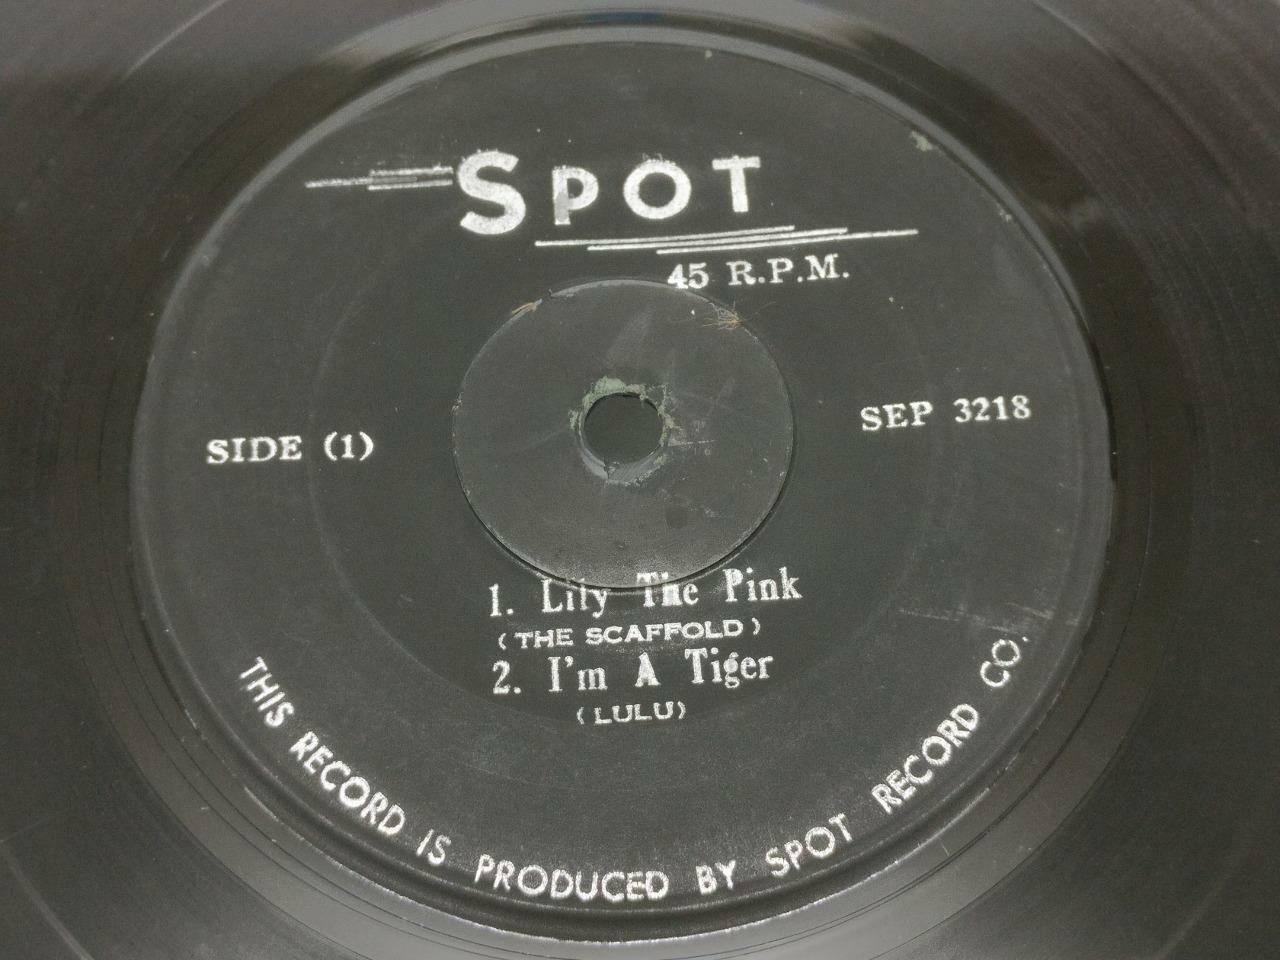 SPOT
45 R.P.M.
SIDE (1)
SEP 3218
1. Lily The Pink
(THE SCAFFOLD)
2. I'm A Tiger
(LULU)
THIS RECORD IS PRODUCED BY SPOT RECORD CO.